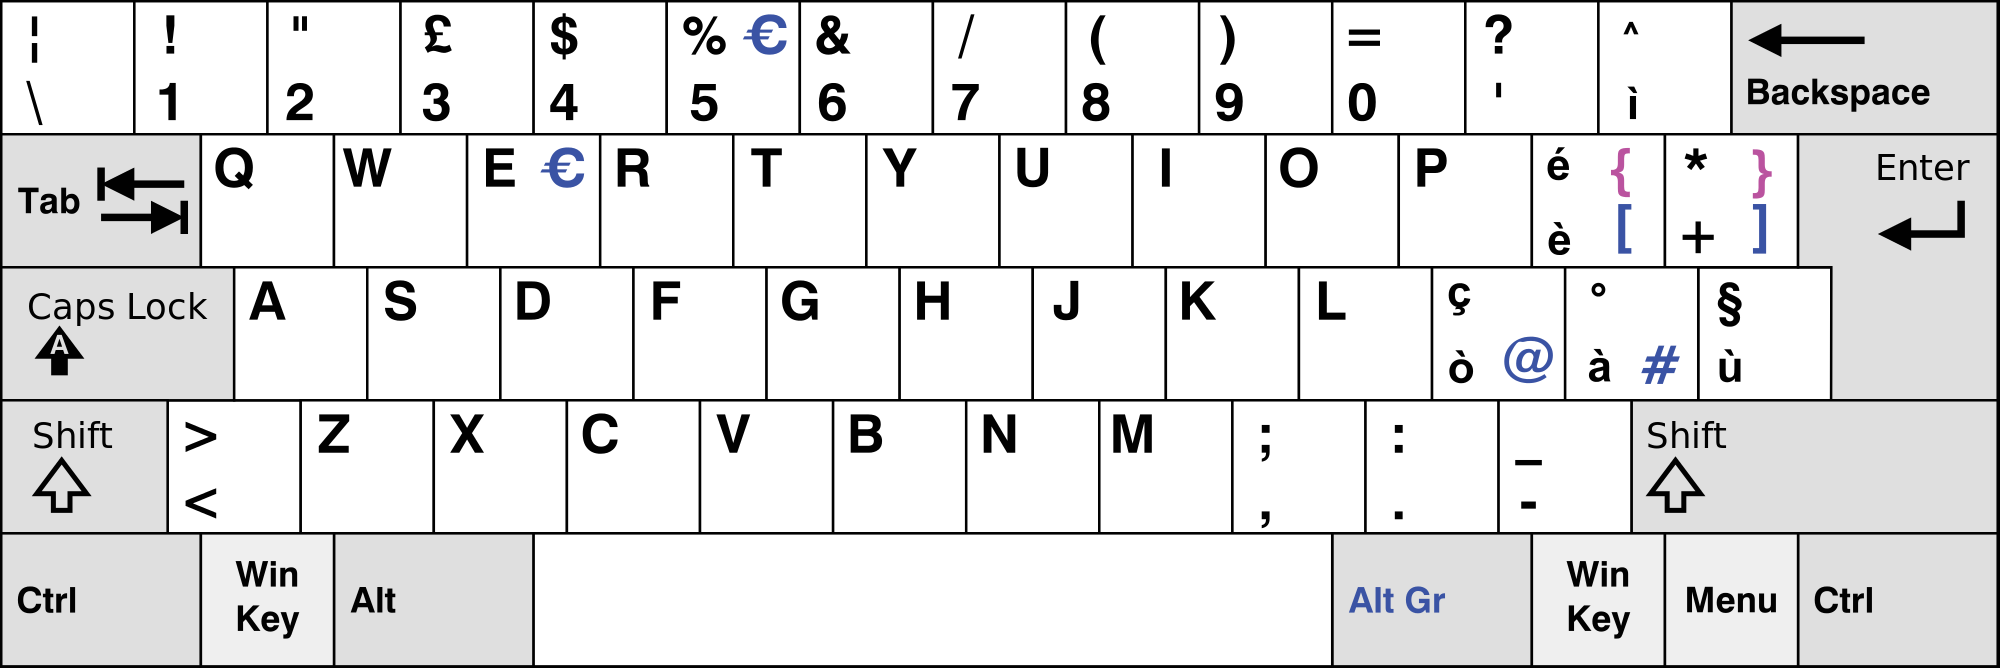 ¦ ! " £ $ % € & / ( ) = ? ^
\ 1 2 3 4 5 6 7 8 9 0 ' ì Backspace
Tab Q W E € R T Y U I O P é { * } Enter
è [ + ]
Caps Lock A S D F G H J K L ç ° §
A ò @ à # ù
Shift > Z X C V B N M ; : _ Shift
< , . -
Ctrl Win Key Alt Alt Gr Win Key Menu Ctrl